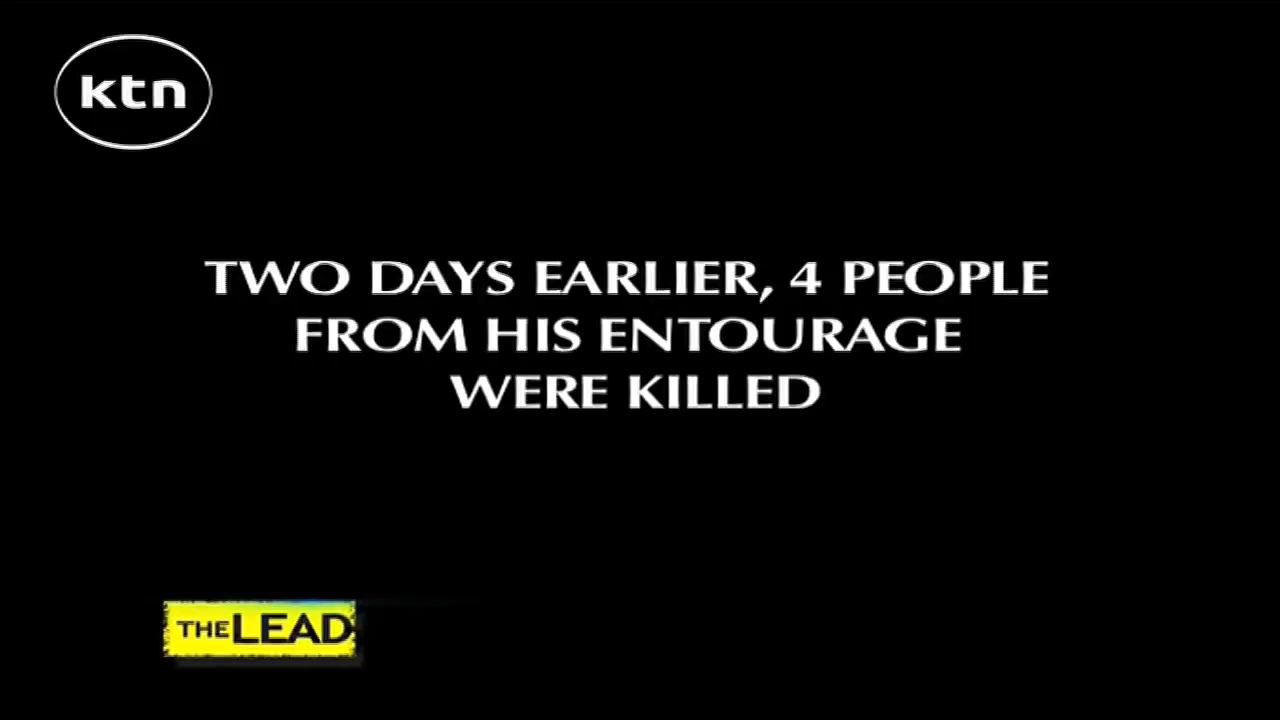 ktn
TWO DAYS EARLIER, 4 PEOPLE
FROM HIS ENTOURAGE
WERE KILLED
THE LEAD